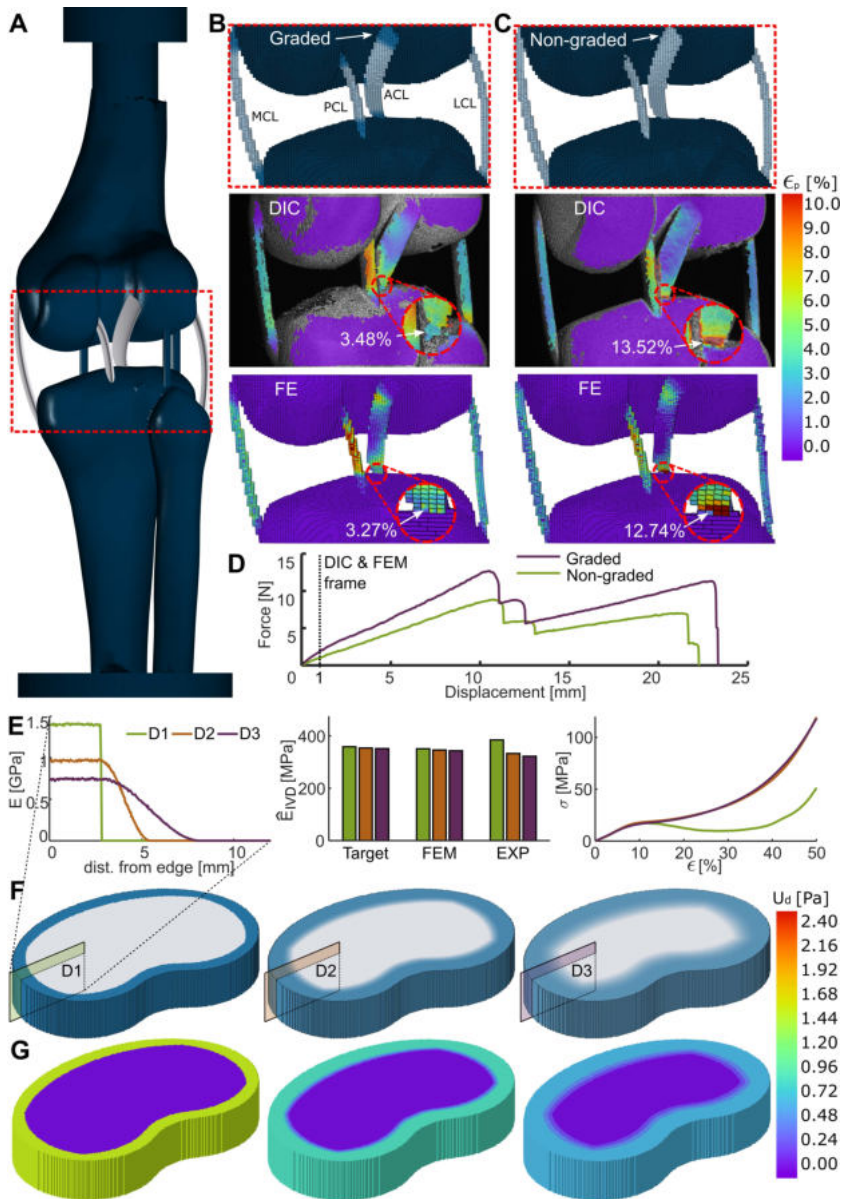 A
B
Graded
MCL
PCL
ACL
LCL
C
Non-graded
ϵp [%]
10.0
9.0
8.0
7.0
6.0
5.0
4.0
3.0
2.0
1.0
0.0
DIC
3.48%
DIC
13.52%
FE
3.27%
FE
12.74%
D
DIC & FEM
frame
Graded
Non-graded
Force [N]
15
10
5
0
1
5
10
15
20
25
Displacement [mm]
E
E [GPa]
1.5
1
0.5
0
0
5
10
dist. from edge [mm]
D1
D2
D3
ÊIVD [MPa]
400
200
0
Target
FEM
EXP
σ [MPa]
100
50
0
0
10
20
30
40
50
ϵ [%]
F
D1
D2
D3
Ud [Pa]
2.40
2.16
1.92
1.68
1.44
1.20
0.96
0.72
0.48
0.24
0.00
G